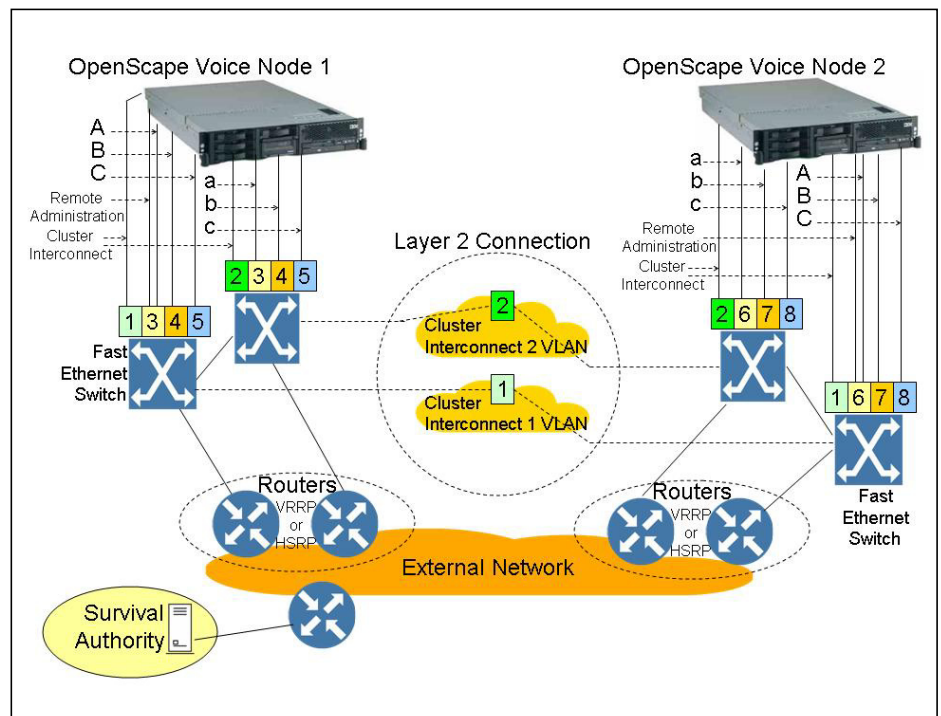 OpenScape Voice Node 1
OpenScape Voice Node 2
A
B
C
Remote
Administration
Cluster
Interconnect
a
b
c
a
b
c
A
B
C
Remote
Administration
Cluster
Interconnect
Layer 2 Connection
2
Cluster
Interconnect 2 VLAN
1
Cluster
Interconnect 1 VLAN
2 3 4 5
1 3 4 5
Fast
Ethernet
Switch
2 6 7 8
1 6 7 8
Fast
Ethernet
Switch
Routers
VRRP
or
HSRP
Routers
VRRP
or
HSRP
External Network
Survival
Authority